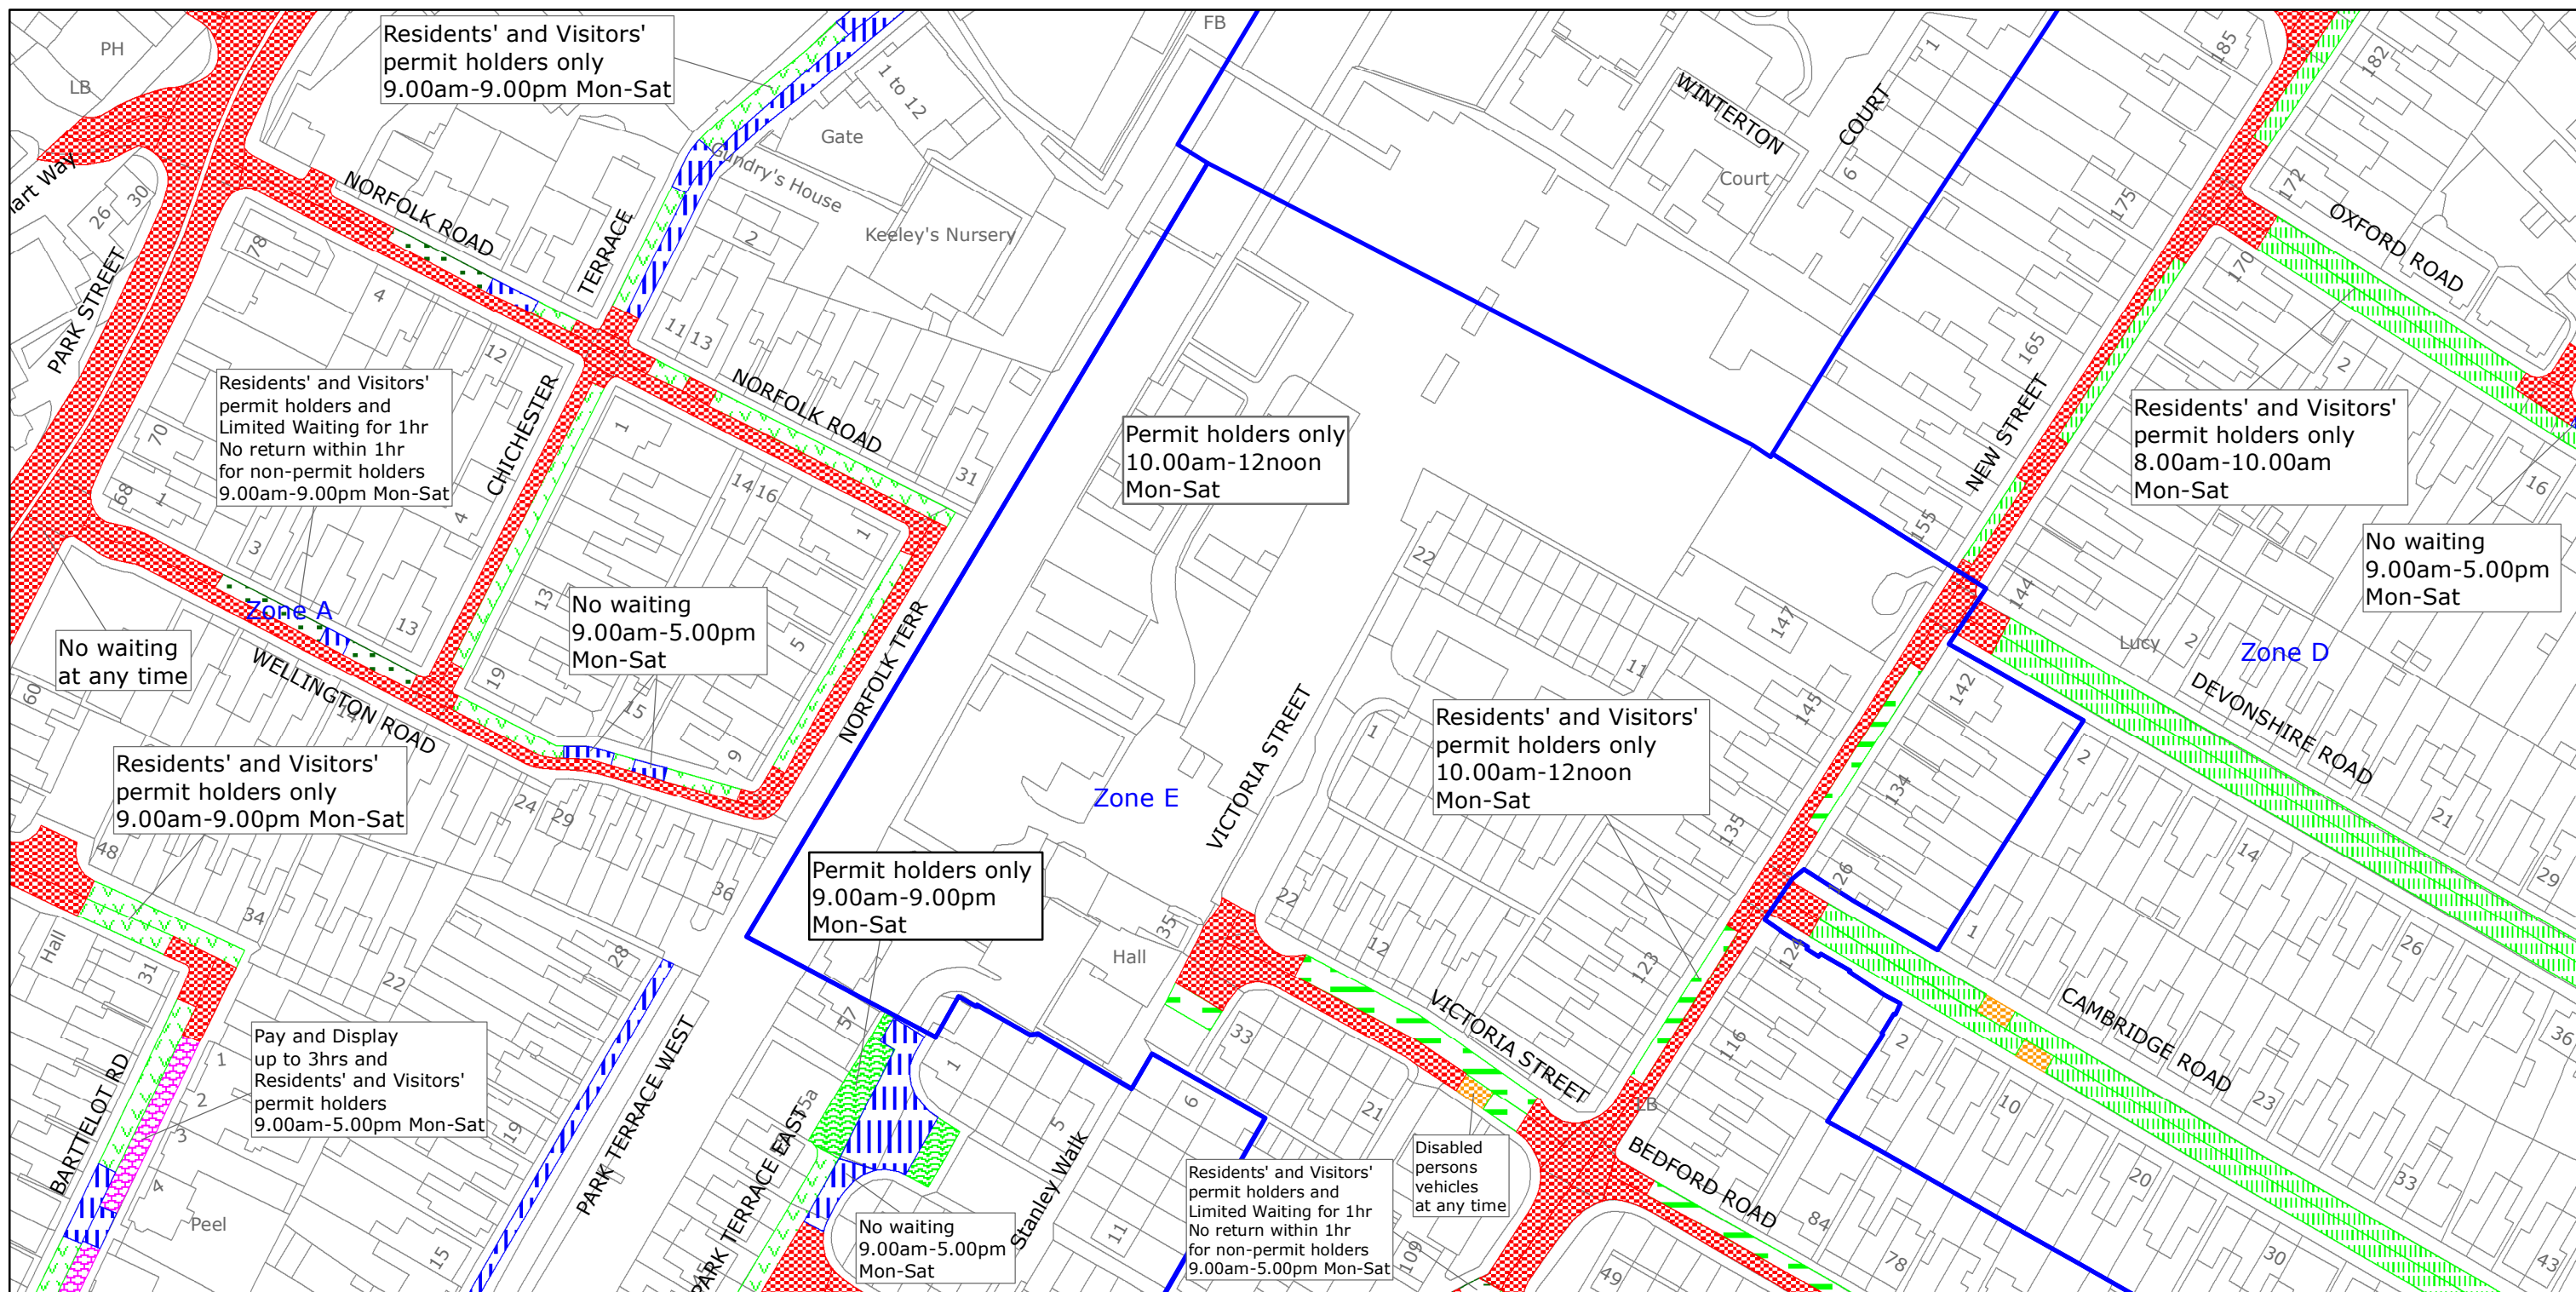 PH
LB
Residents' and Visitors'
permit holders only
9.00am-9.00pm Mon-Sat
1 to 12
Gate
Gundry's House
Keeley's Nursery
FB
WINTERTON
COURT
Court
1
6
185
182
175
172
170
165
155
OXFORD ROAD
NEW STREET
art Way
26
30
78
NORFOLK ROAD
TERRACE
PARK STREET
4
12
2
11
13
Residents' and Visitors'
permit holders and
Limited Waiting for 1hr
No return within 1hr
for non-permit holders
9.00am-9.00pm Mon-Sat
CHICHESTER
NORFOLK ROAD
31
1
14
16
1
70
68
1
3
4
13
13
Zone A
No waiting
9.00am-5.00pm
Mon-Sat
5
19
15
9
NORFOLK TERR
No waiting
at any time
60
WELLINGTON ROAD
14
24
29
36
Permit holders only
10.00am-12noon
Mon-Sat
Residents' and Visitors'
permit holders only
8.00am-10.00am
Mon-Sat
2
16
No waiting
9.00am-5.00pm
Mon-Sat
22
147
144
Lucy
2
Zone D
11
145
142
DEVONSHIRE ROAD
1
Residents' and Visitors'
permit holders only
10.00am-12noon
Mon-Sat
134
135
2
21
14
29
126
Zone E
VICTORIA STREET
Residents' and Visitors'
permit holders only
9.00am-9.00pm Mon-Sat
48
34
Hall
31
22
28
Permit holders only
9.00am-9.00pm
Mon-Sat
57
35
Hall
22
12
123
124
1
26
CAMBRIDGE ROAD
36
Pay and Display
up to 3hrs and
Residents' and Visitors'
permit holders
9.00am-5.00pm Mon-Sat
BARTTELOT RD
1
2
3
4
Peel
19
15
PARK TERRACE WEST
PARK TERRACE EAST
1
5
Stanley Walk
6
11
No waiting
9.00am-5.00pm
Mon-Sat
33
VICTORIA STREET
21
116
LB
2
10
23
33
20
30
43
Residents' and Visitors'
permit holders and
Limited Waiting for 1hr
No return within 1hr
for non-permit holders
9.00am-5.00pm Mon-Sat
Disabled
persons
vehicles
at any time
BEDFORD ROAD
84
78
109
49